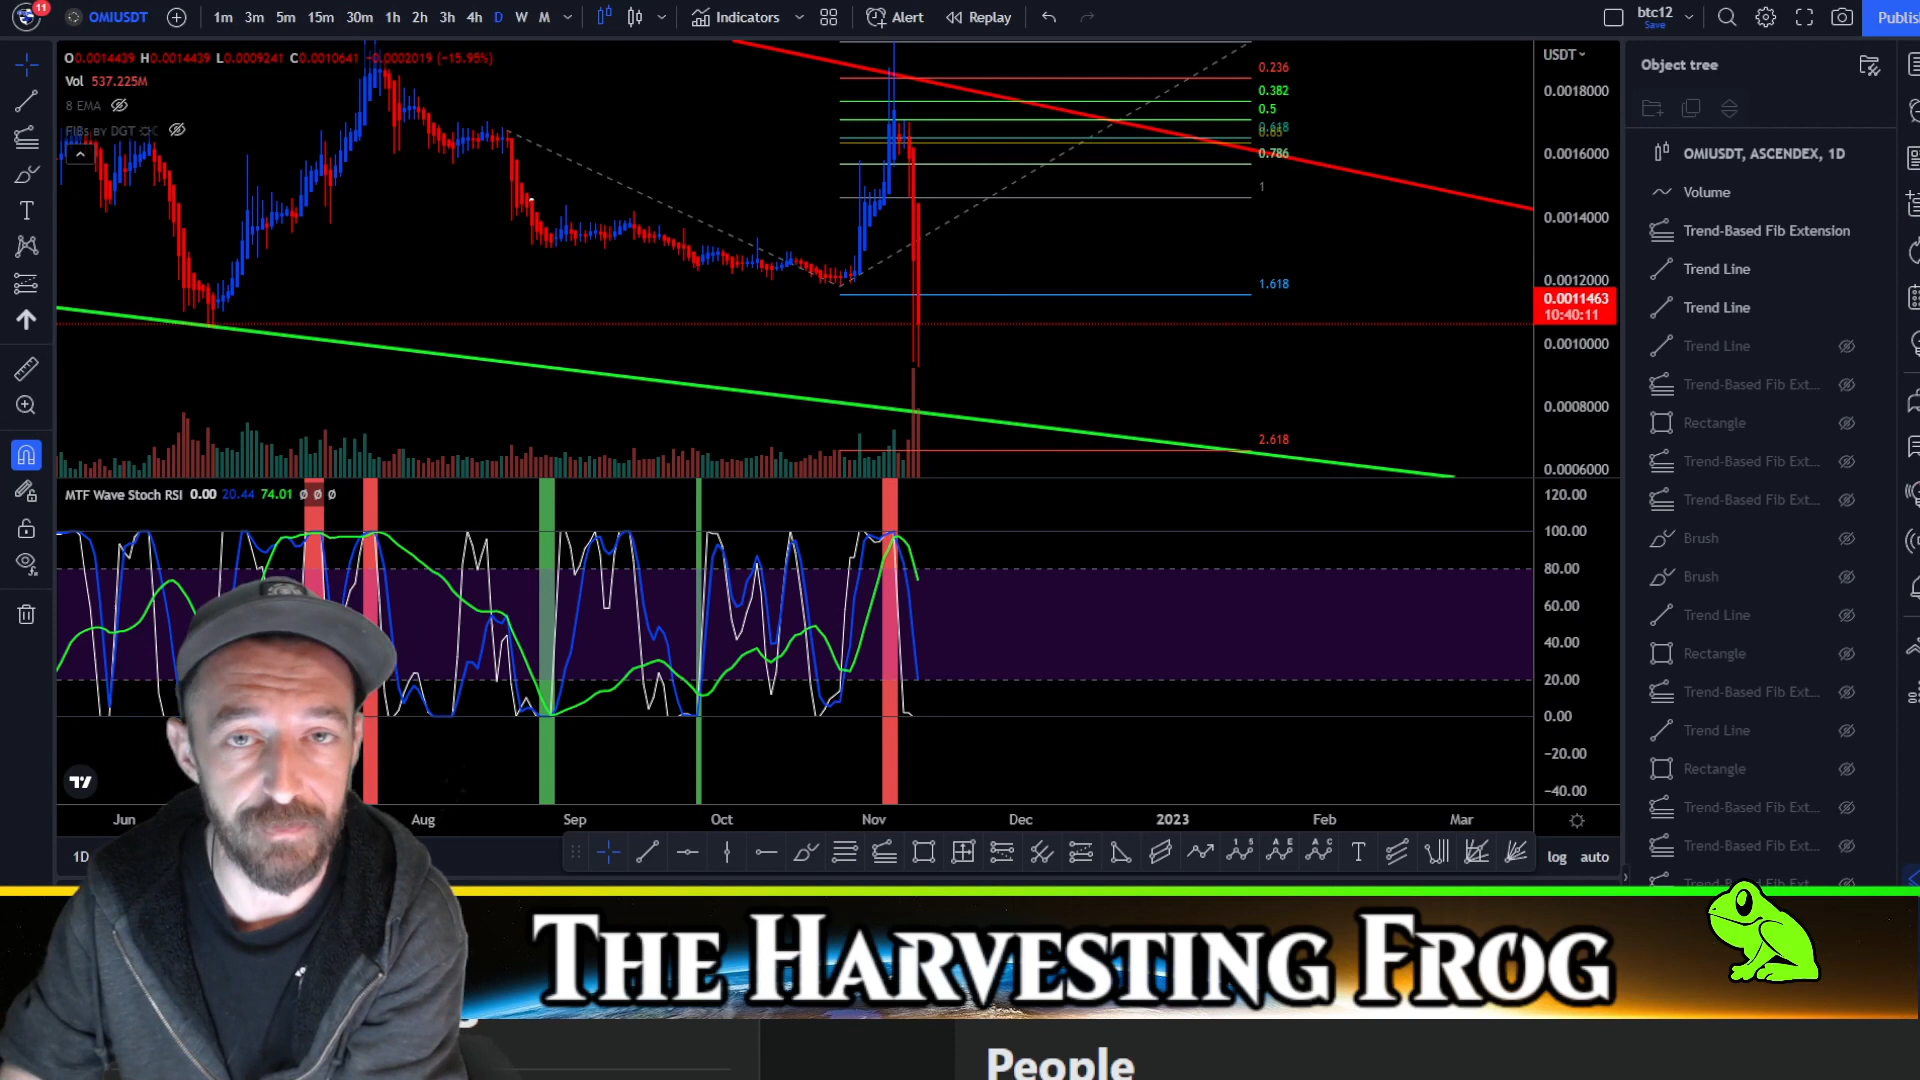 11
OMIUSDT
1m 3m 5m 15m 30m 1h 2h 3h 4h D W M
Indicators
Alert
Replay
btc12
Save
Publis
O0.0014439 H0.0014439 L0.0009241 C0.0010641 −0.0002019 (−15.95%)
Vol 537.225M
8 EMA
FIBs by DGT
USDT
0.0018000
0.0016000
0.0014000
0.0012000
0.0011463
10:40:11
0.0010000
0.0008000
0.0006000
0.236
0.382
0.5
0.618
0.65
0.786
1
1.618
2.618
MTF Wave Stoch RSI 0.00 20.44 74.01 Ø Ø Ø
120.00
100.00
80.00
60.00
40.00
20.00
0.00
−20.00
−40.00
Jun Aug Sep Oct Nov Dec 2023 Feb Mar
1D
log auto
Object tree
OMIUSDT, ASCENDEX, 1D
Volume
Trend-Based Fib Extension
Trend Line
Trend Line
Trend Line
Trend-Based Fib Ext...
Rectangle
Trend-Based Fib Ext...
Trend-Based Fib Ext...
Brush
Brush
Trend Line
Rectangle
Trend-Based Fib Ext...
Trend Line
Rectangle
Trend-Based Fib Ext...
Trend-Based Fib Ext...
Trend-Based Fib Ext...
THE HARVESTING FROG
People